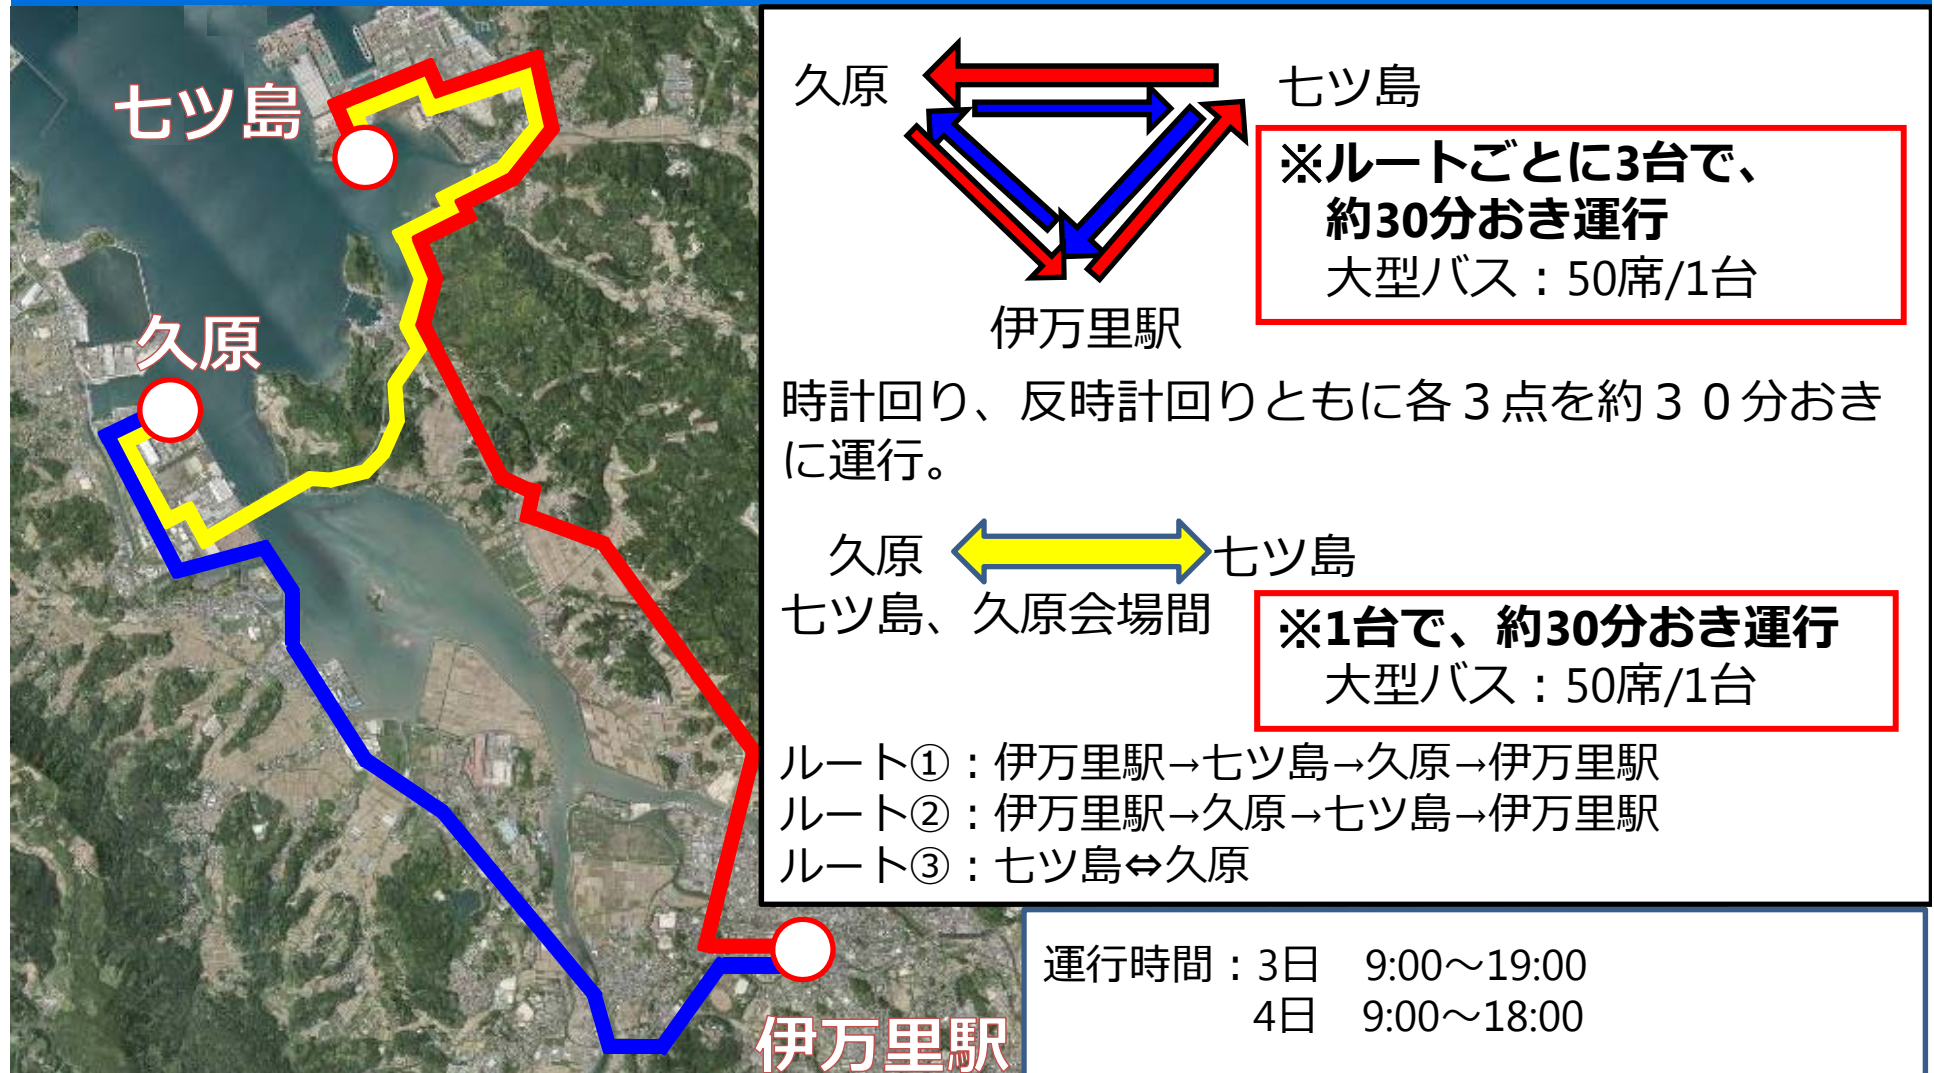 七ツ島
久原
伊万里駅
久原
七ツ島
伊万里駅
※ルートごとに3台で、
約30分おき運行
大型バス：50席/1台
時計回り、反時計回りともに各３点を約３０分おき
に運行。
久原
七ツ島
七ツ島、久原会場間
※1台で、約30分おき運行
大型バス：50席/1台
ルート①：伊万里駅→七ツ島→久原→伊万里駅
ルート②：伊万里駅→久原→七ツ島→伊万里駅
ルート③：七ツ島⇔久原
運行時間：3日　9:00～19:00
4日　9:00～18:00